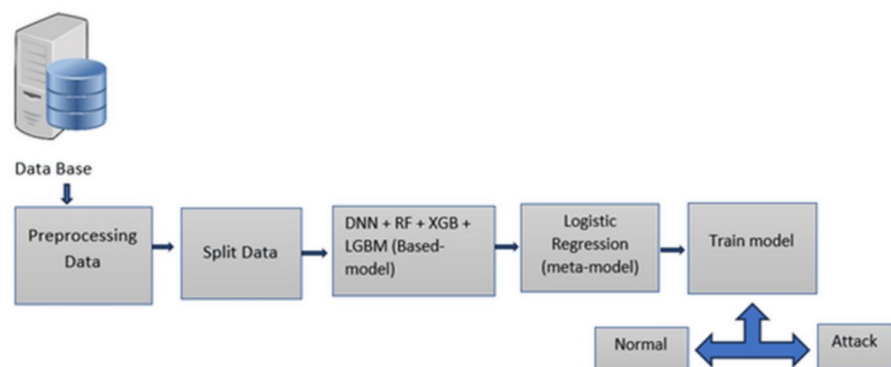 Data Base
Preprocessing
Data
Split Data
DNN + RF + XGB +
LGBM (Based-
model)
Logistic
Regression
(meta-model)
Train model
Normal
Attack